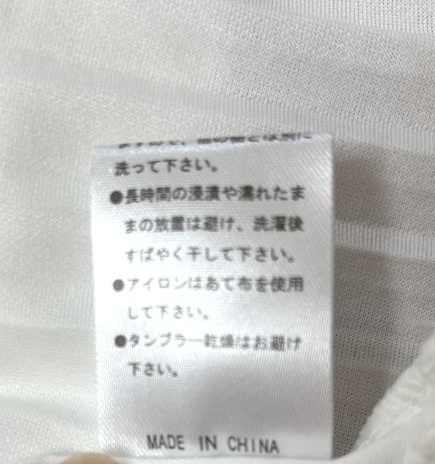 洗って下さい。
●長時間の浸漬や濡れたま
まの放置は避け、洗濯後
すばやく干して下さい。
●アイロンはあて布を使用
して下さい。
●タンブラー乾燥はお避け
下さい。
MADE IN CHINA